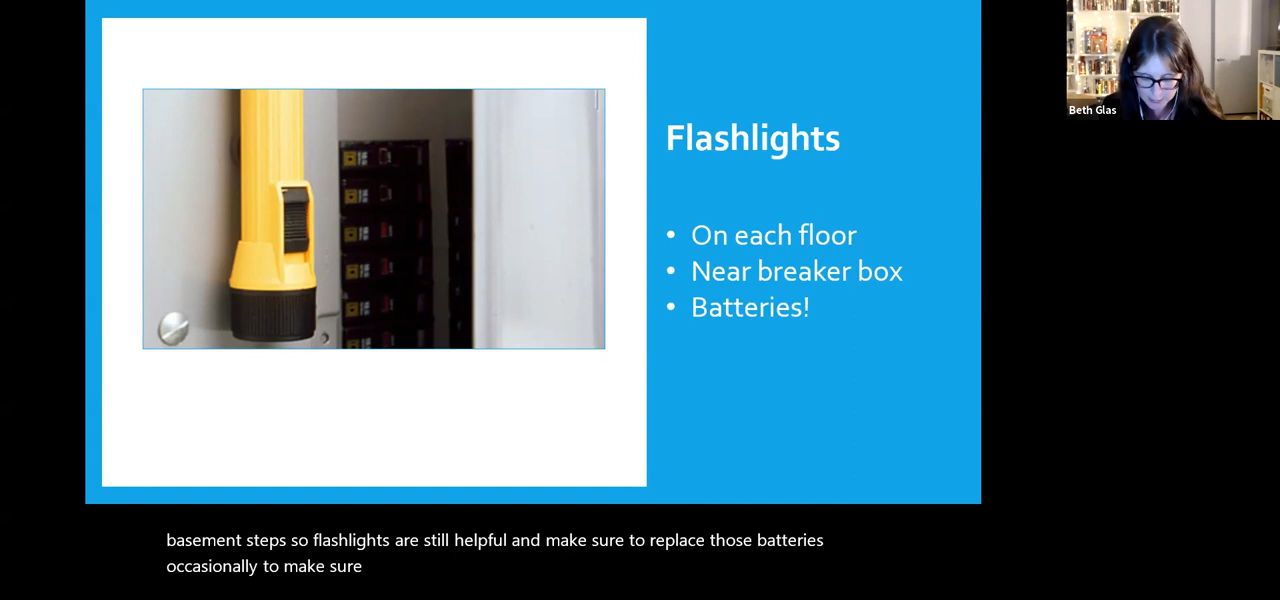 Flashlights
• On each floor
• Near breaker box
• Batteries!
Beth Glas
basement steps so flashlights are still helpful and make sure to replace those batteries
occasionally to make sure